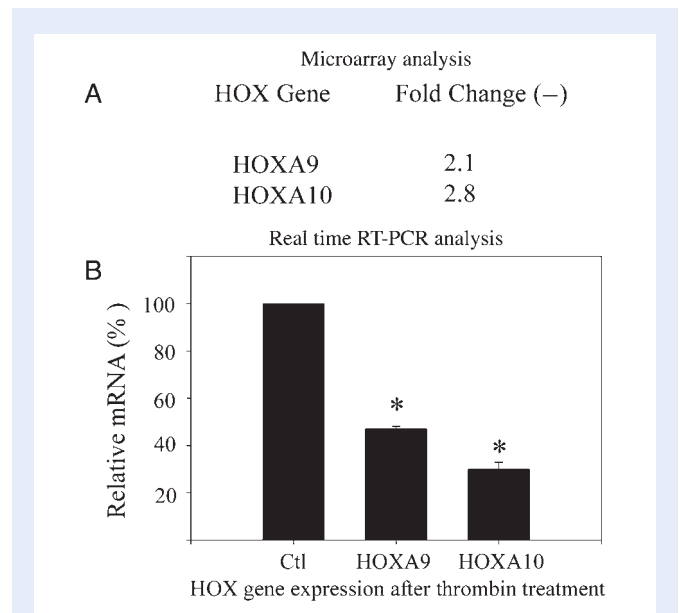 Microarray analysis
A
HOX Gene Fold Change (−)
HOXA9 2.1
HOXA10 2.8
Real time RT-PCR analysis
B
Relative mRNA (%)
100
80
60
40
20
*
*
Ctl HOXA9 HOXA10
HOX gene expression after thrombin treatment